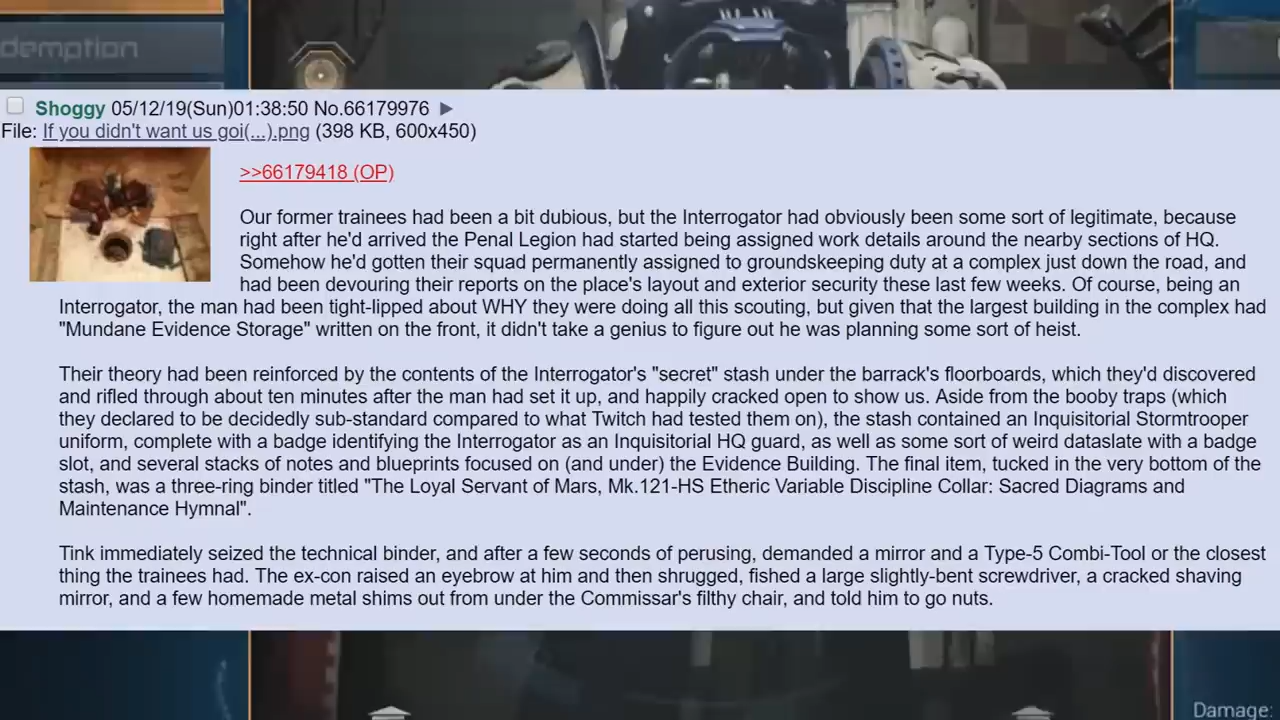 demption
Shoggy 05/12/19(Sun)01:38:50 No.66179976 ▶
File: If you didn't want us goi(...).png (398 KB, 600x450)
>>66179418 (OP)
Our former trainees had been a bit dubious, but the Interrogator had obviously been some sort of legitimate, because
right after he'd arrived the Penal Legion had started being assigned work details around the nearby sections of HQ.
Somehow he'd gotten their squad permanently assigned to groundskeeping duty at a complex just down the road, and
had been devouring their reports on the place's layout and exterior security these last few weeks. Of course, being an
Interrogator, the man had been tight-lipped about WHY they were doing all this scouting, but given that the largest building in the complex had
"Mundane Evidence Storage" written on the front, it didn't take a genius to figure out he was planning some sort of heist.
Their theory had been reinforced by the contents of the Interrogator's "secret" stash under the barrack's floorboards, which they'd discovered
and rifled through about ten minutes after the man had set it up, and happily cracked open to show us. Aside from the booby traps (which
they declared to be decidedly sub-standard compared to what Twitch had tested them on), the stash contained an Inquisitorial Stormtrooper
uniform, complete with a badge identifying the Interrogator as an Inquisitorial HQ guard, as well as some sort of weird dataslate with a badge
slot, and several stacks of notes and blueprints focused on (and under) the Evidence Building. The final item, tucked in the very bottom of the
stash, was a three-ring binder titled "The Loyal Servant of Mars, Mk.121-HS Etheric Variable Discipline Collar: Sacred Diagrams and
Maintenance Hymnal".
Tink immediately seized the technical binder, and after a few seconds of perusing, demanded a mirror and a Type-5 Combi-Tool or the closest
thing the trainees had. The ex-con raised an eyebrow at him and then shrugged, fished a large slightly-bent screwdriver, a cracked shaving
mirror, and a few homemade metal shims out from under the Commissar's filthy chair, and told him to go nuts.
Damage: